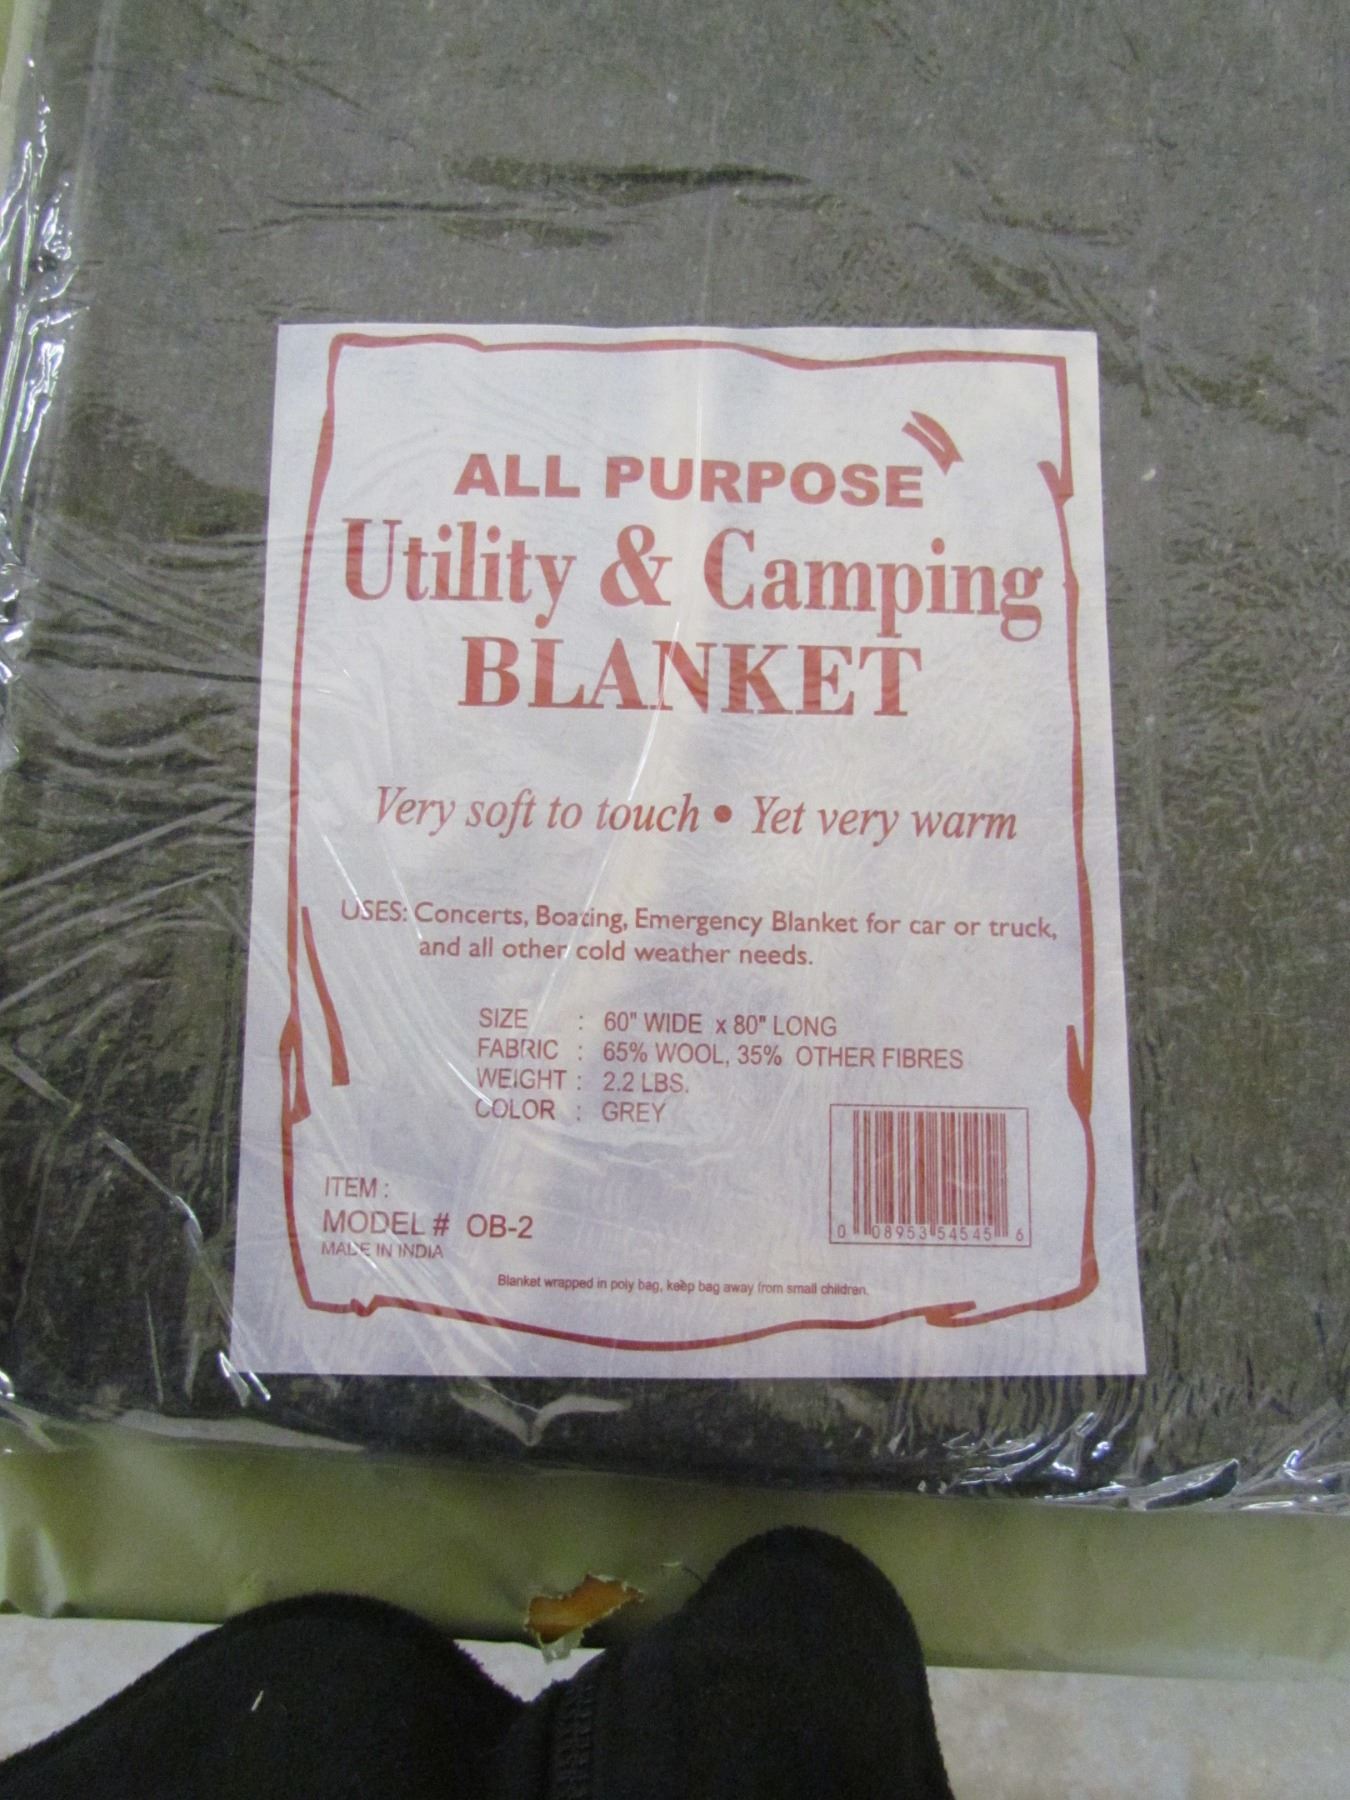 ALL PURPOSE
Utility & Camping
BLANKET
Very soft to touch • Yet very warm
USES: Concerts, Boating, Emergency Blanket for car or truck,
and all other cold weather needs.
SIZE : 60" WIDE x 80" LONG
FABRIC : 65% WOOL, 35% OTHER FIBRES
WEIGHT : 2.2 LBS.
COLOR : GREY
ITEM :
MODEL # OB-2
MADE IN INDIA
0 08953 54545 6
Blanket wrapped in poly bag, keep bag away from small children.